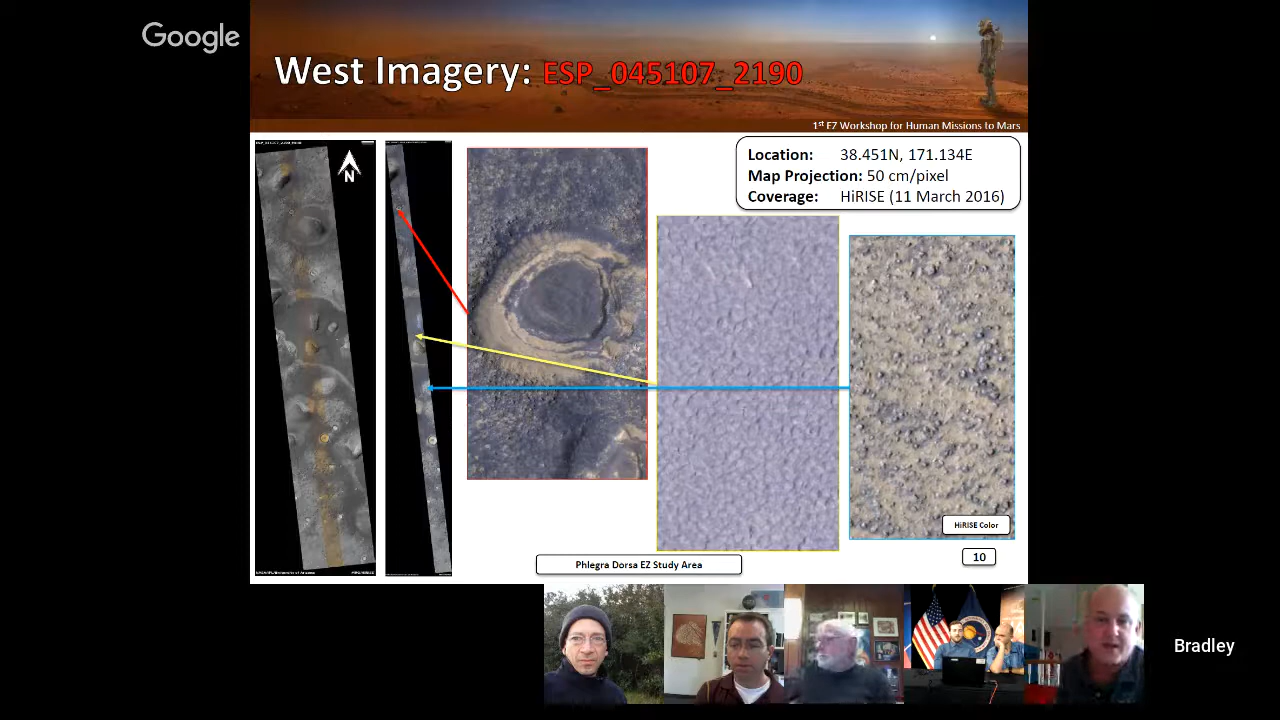 Google
West Imagery: ESP_045107_2190
1st EZ Workshop for Human Missions to Mars
Location: 38.451N, 171.134E
Map Projection: 50 cm/pixel
Coverage: HiRISE (11 March 2016)
N
HiRISE Color
10
Phlegra Dorsa EZ Study Area
Bradley